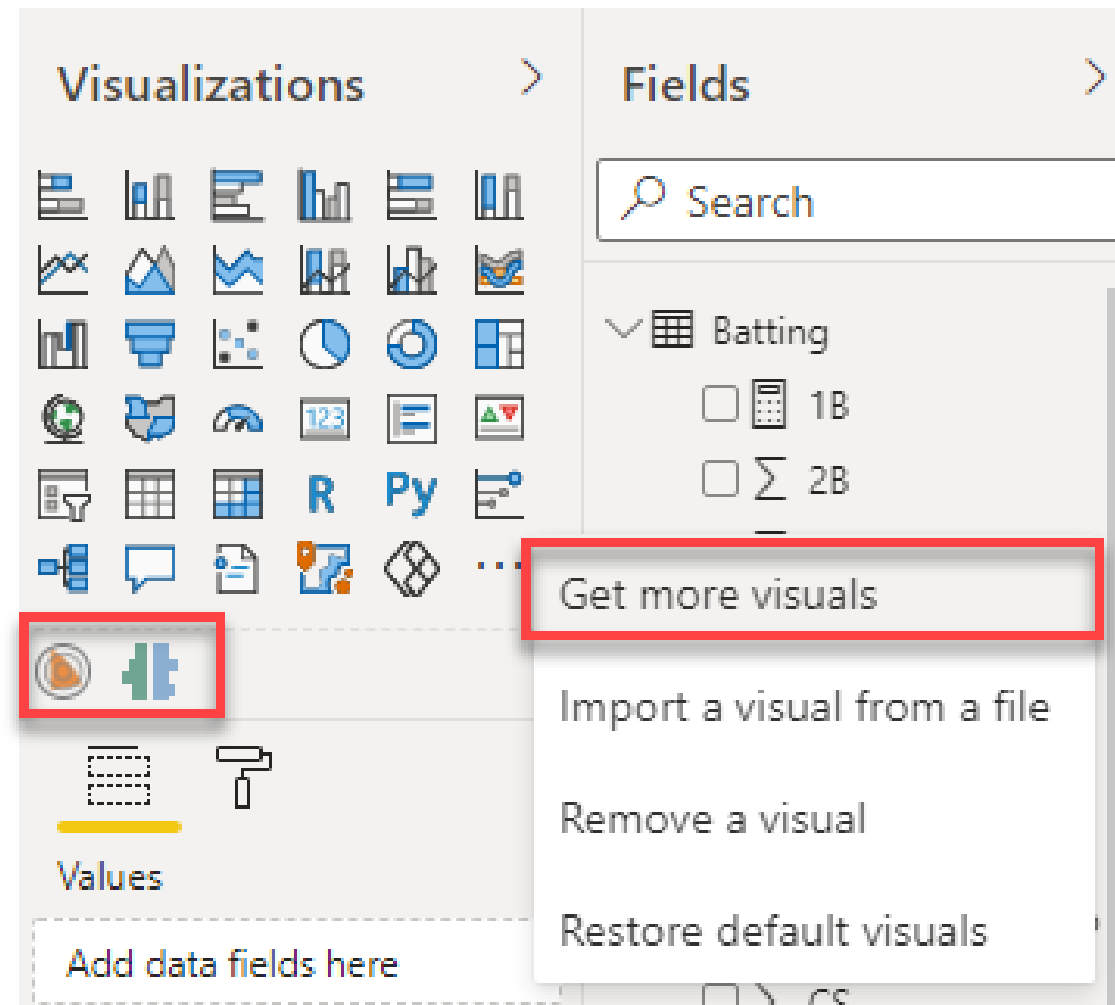 Visualizations
Fields
Search
Batting
1B
2B
123
R
Py
Get more visuals
Import a visual from a file
Remove a visual
Restore default visuals
Values
Add data fields here
CS